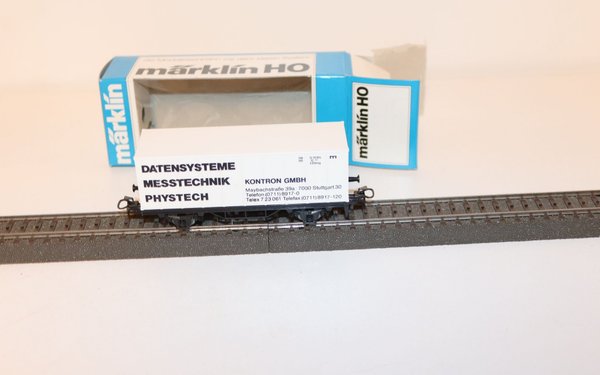 märklin HO
märklin
märklin HO
DATENSYSTEME
MESSTECHNIK
PHYSTECH
KONTRON GMBH
Maybachstraße 39a 7000 Stuttgart 30
Telefon (0711) 8917-0
Telex 7 23 061 Telefax (0711) 8917-120
m